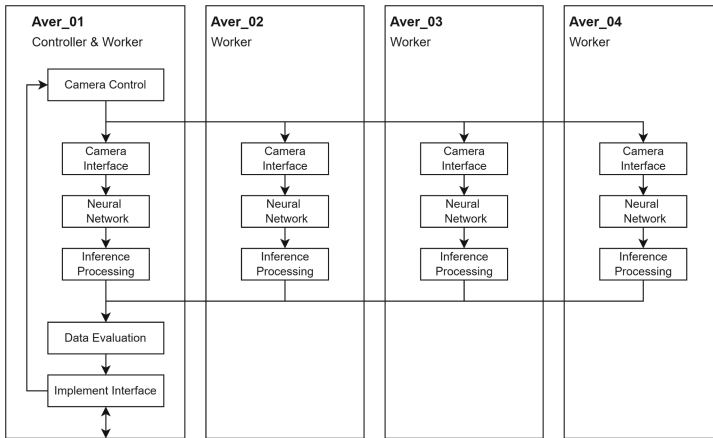 Aver_01
Controller & Worker
Camera Control
Camera
Interface
Neural
Network
Inference
Processing
Data Evaluation
Implement Interface
Aver_02
Worker
Camera
Interface
Neural
Network
Inference
Processing
Aver_03
Worker
Camera
Interface
Neural
Network
Inference
Processing
Aver_04
Worker
Camera
Interface
Neural
Network
Inference
Processing